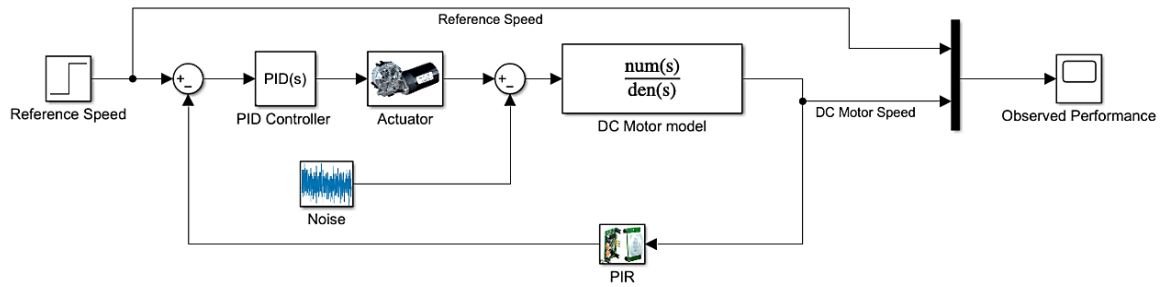 Reference Speed
Reference Speed
+
−
PID(s)
PID Controller
Actuator
+
−
num(s)
den(s)
DC Motor model
DC Motor Speed
Observed Performance
Noise
PIR